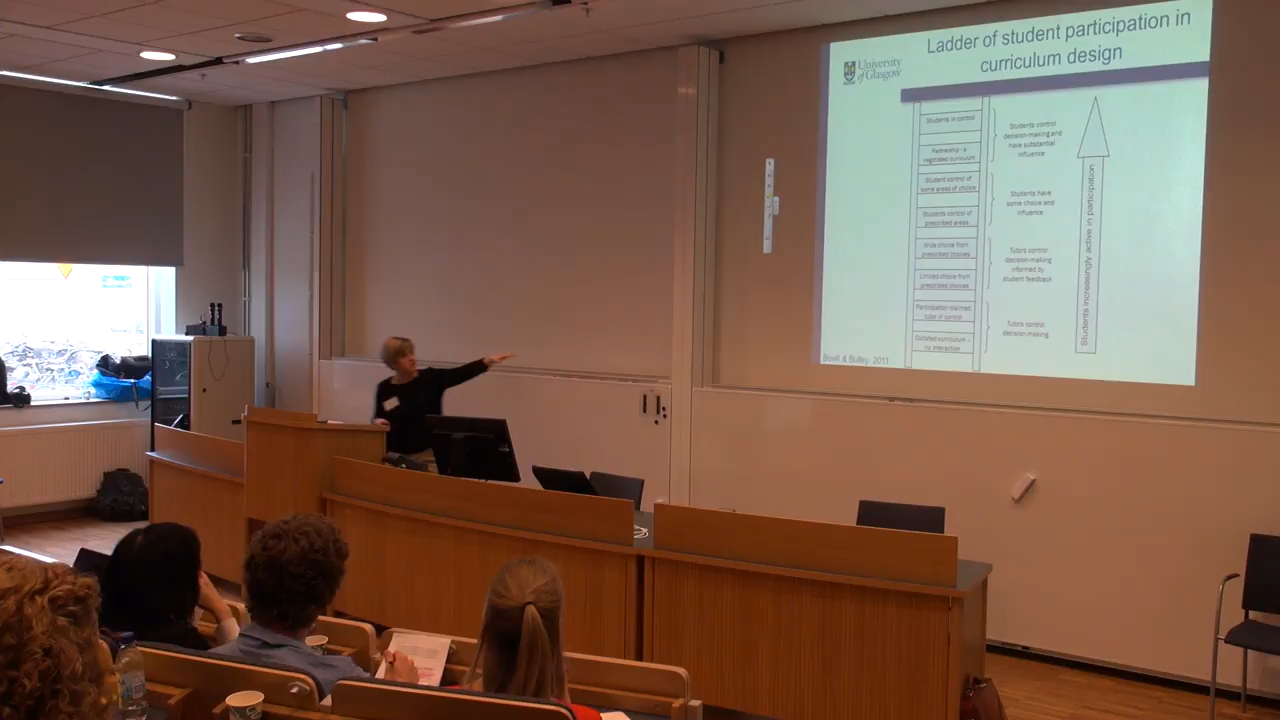 Ladder of student participation in
curriculum design
University
of Glasgow
Students in control
Partnership - a
negotiated curriculum
Student control of
some areas of choice
Students control of
prescribed areas
Wide choice from
prescribed choices
Limited choice from
prescribed choices
Participation claimed,
tutor in control
Dictated curriculum -
no interaction
Students control
decision-making and
have substantial
influence
Students have
some choice and
influence
Tutors control
decision-making
informed by
student feedback
Tutors control
decision-making
Students increasingly active in participation
Bovill & Bulley, 2011